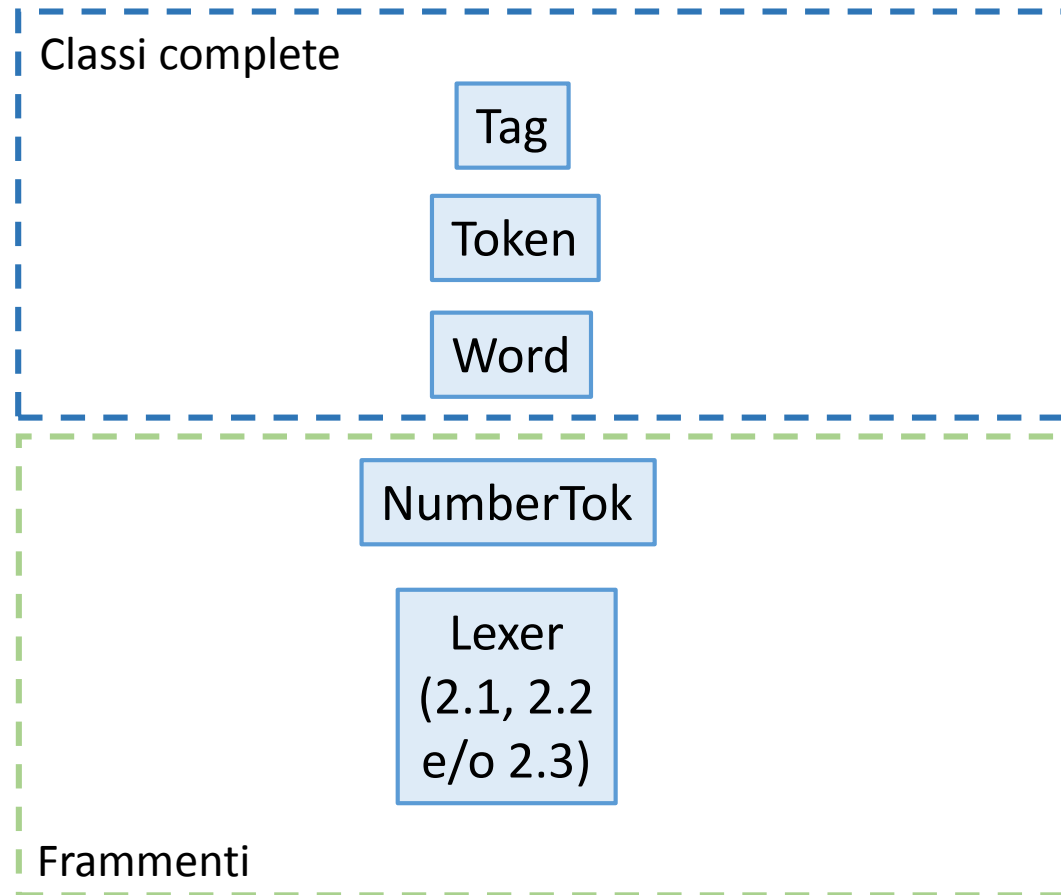 Classi complete
Tag
Token
Word
NumberTok
Lexer
(2.1, 2.2
e/o 2.3)
Frammenti